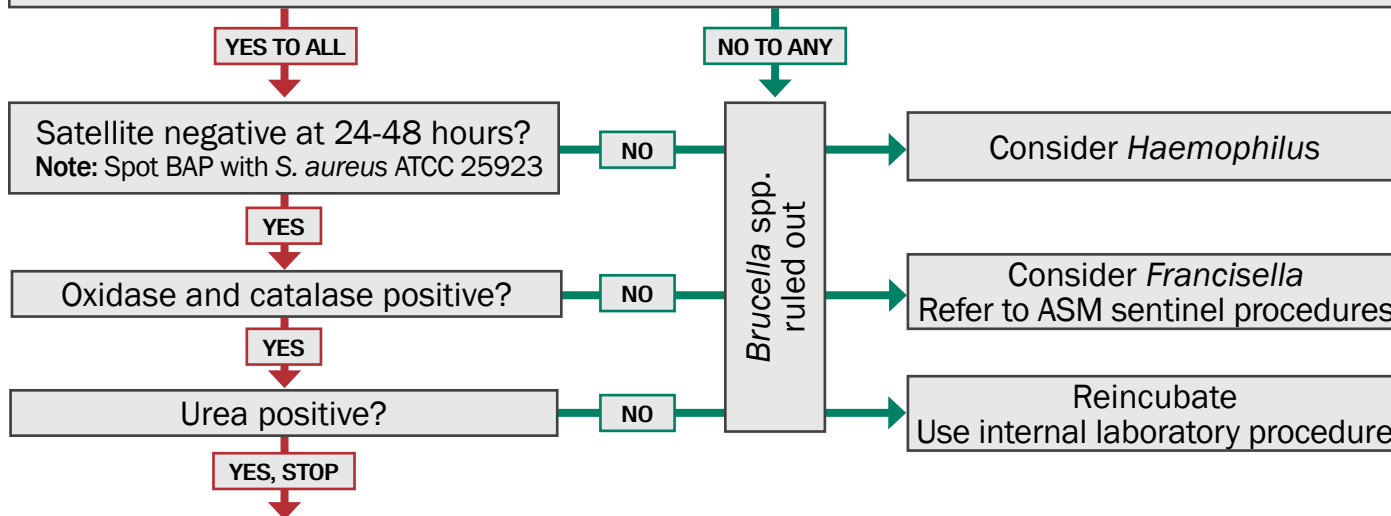 YES TO ALL
NO TO ANY
Satellite negative at 24-48 hours?
Note: Spot BAP with S. aureus ATCC 25923
NO
Brucella spp.
ruled out
Consider Haemophilus
YES
Oxidase and catalase positive?
NO
Consider Francisella
Refer to ASM sentinel procedures
YES
Urea positive?
NO
Reincubate
Use internal laboratory procedure
YES, STOP